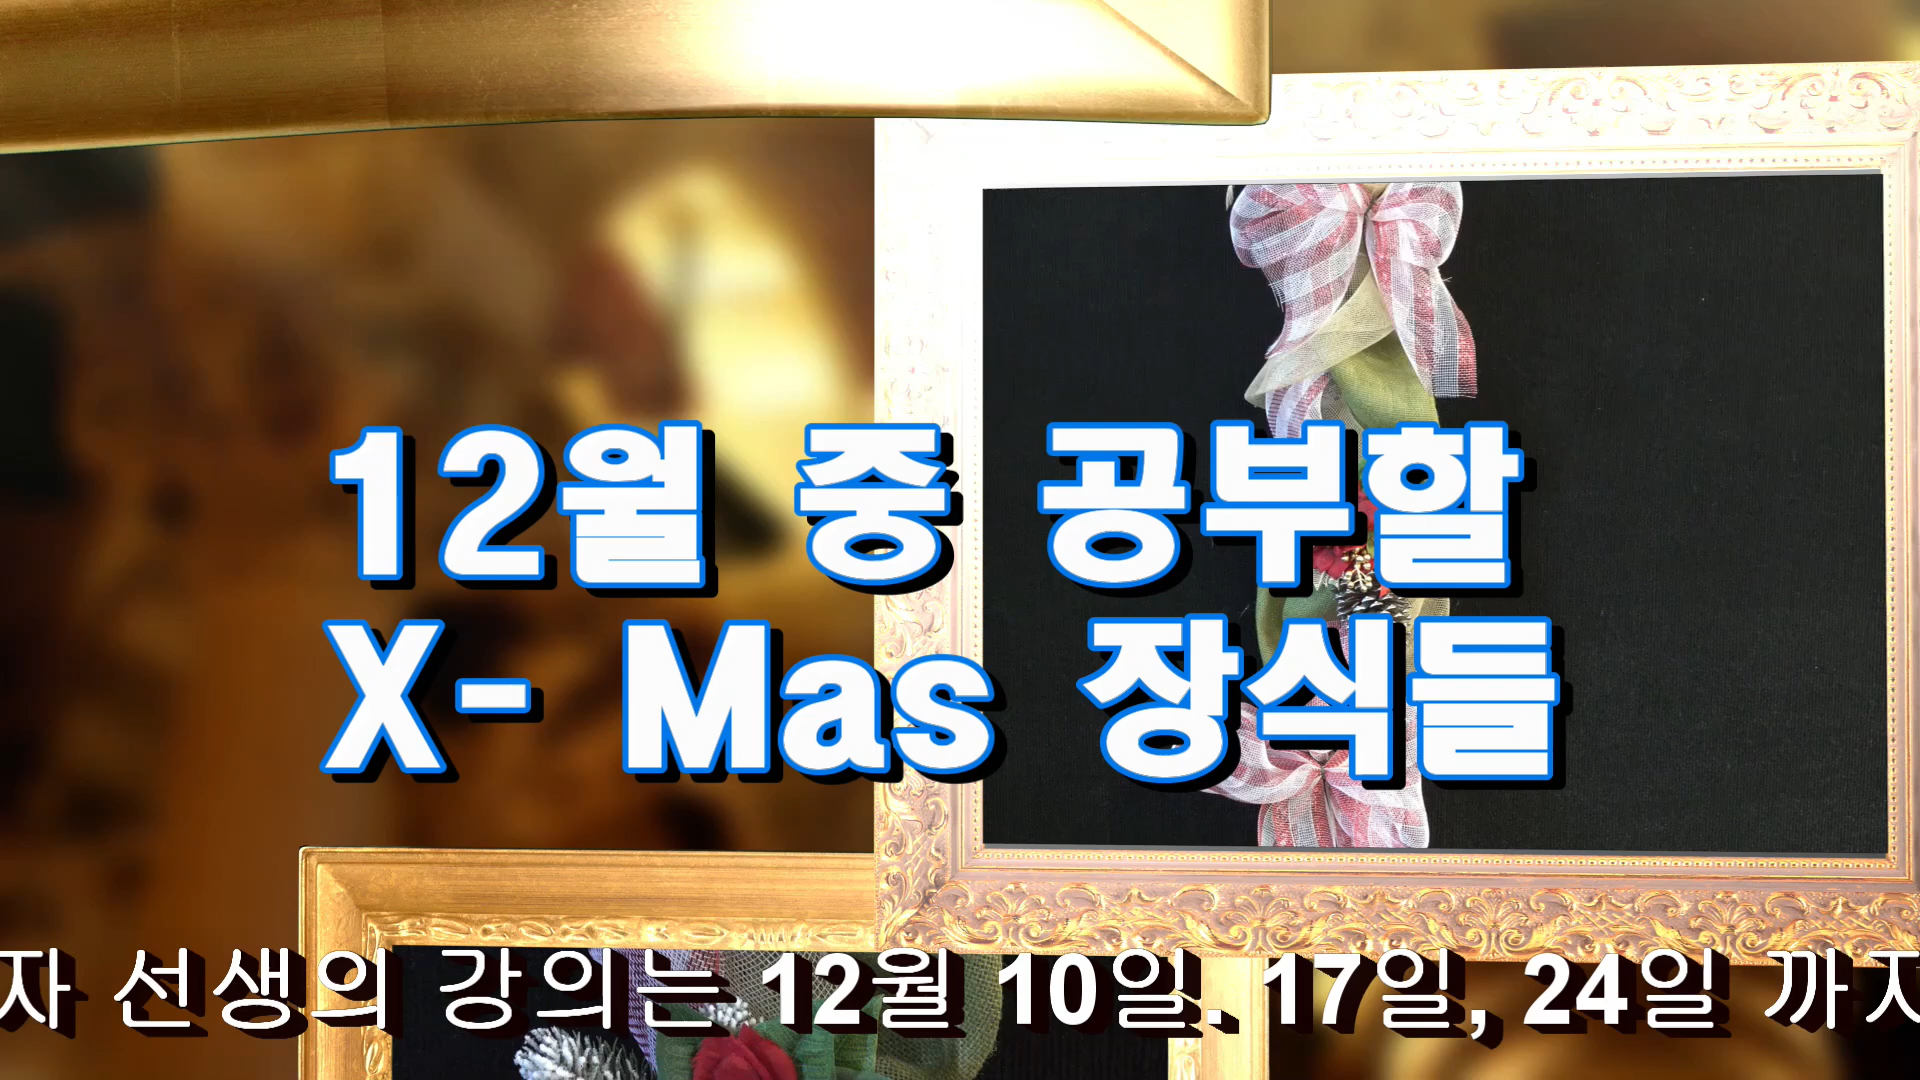 12월 중 공부할
X- Mas 장식들
자 선생의 강의는 12월 10일. 17일, 24일 까지